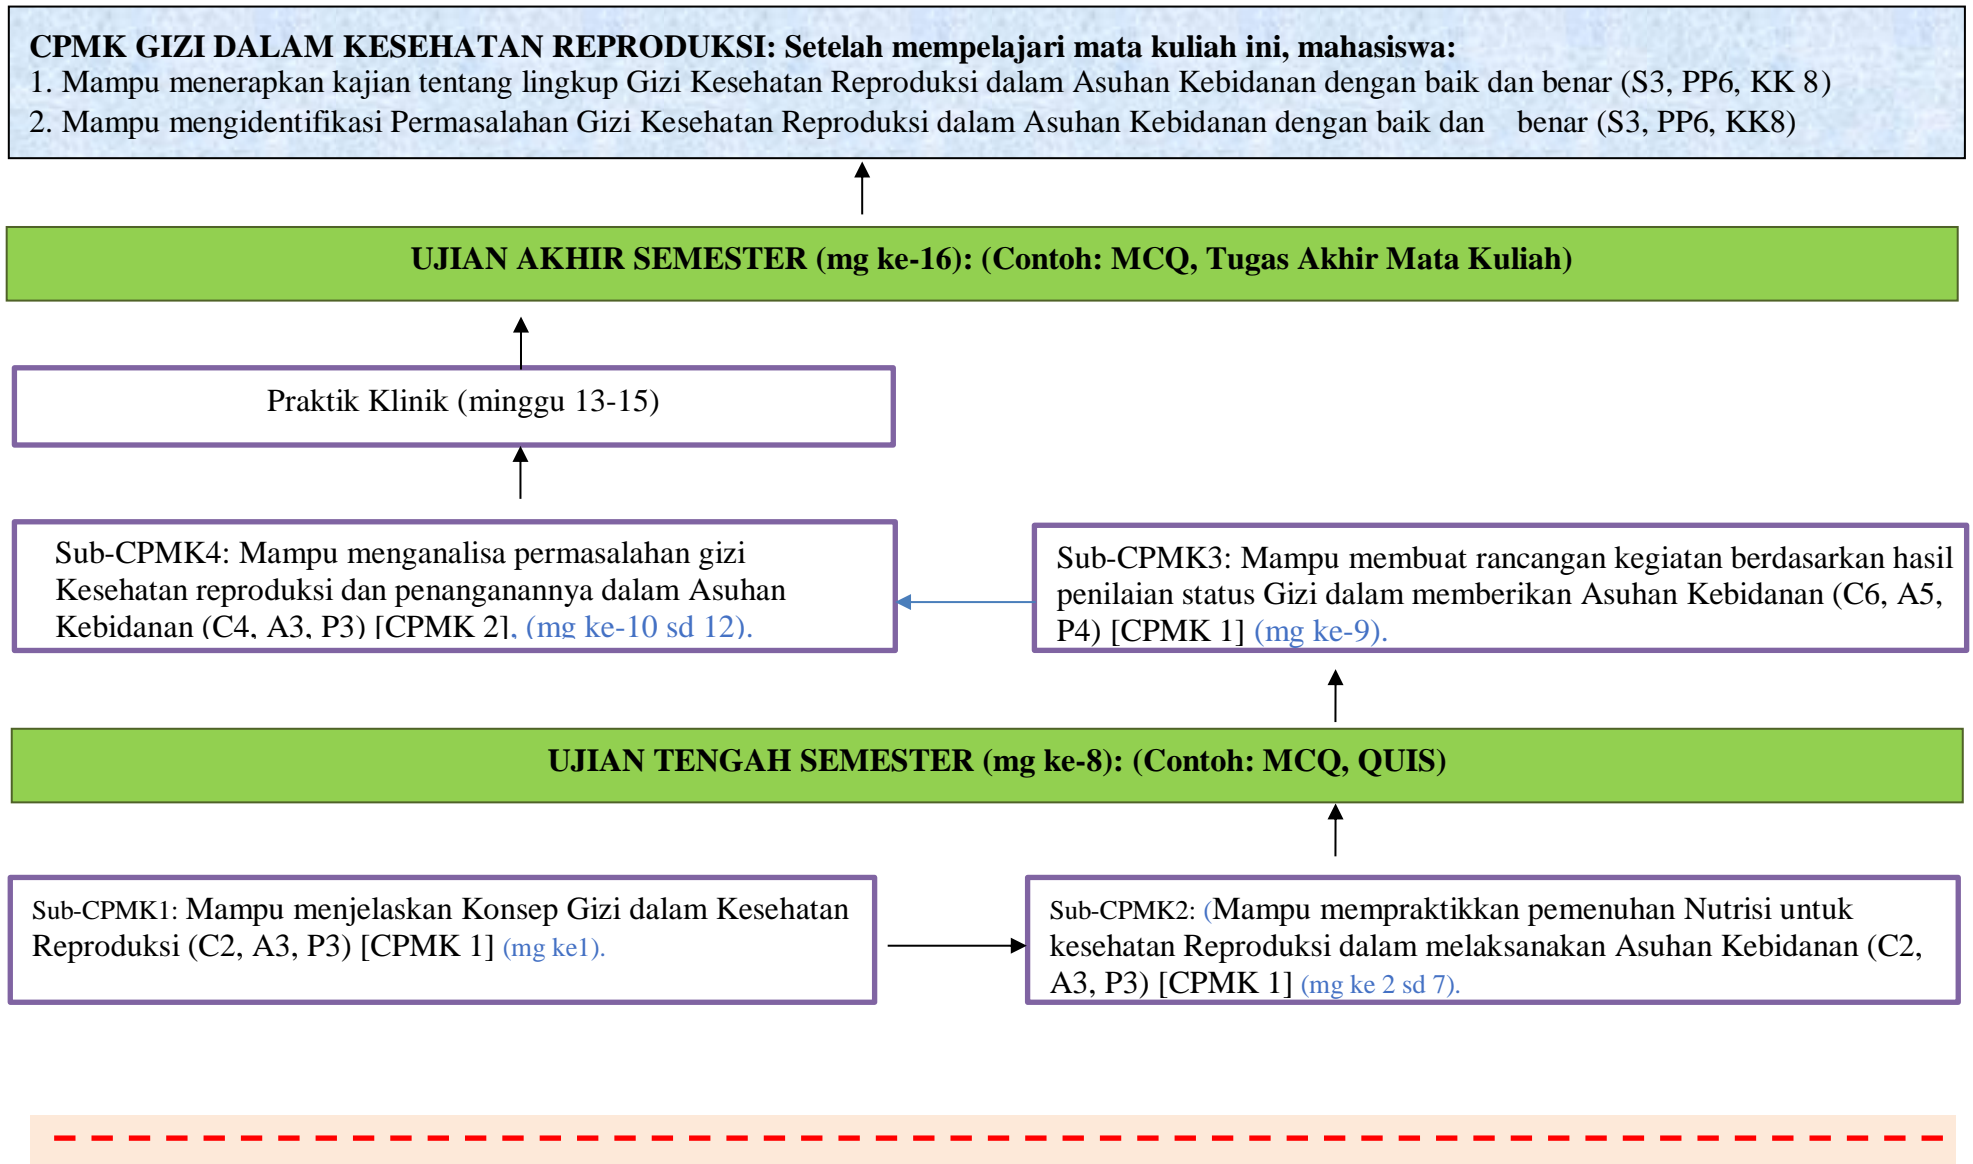 CPMK GIZI DALAM KESEHATAN REPRODUKSI: Setelah mempelajari mata kuliah ini, mahasiswa:
1. Mampu menerapkan kajian tentang lingkup Gizi Kesehatan Reproduksi dalam Asuhan Kebidanan dengan baik dan benar (S3, PP6, KK 8)
2. Mampu mengidentifikasi Permasalahan Gizi Kesehatan Reproduksi dalam Asuhan Kebidanan dengan baik dan benar (S3, PP6, KK8)
UJIAN AKHIR SEMESTER (mg ke-16): (Contoh: MCQ, Tugas Akhir Mata Kuliah)
Praktik Klinik (minggu 13-15)
Sub-CPMK4: Mampu menganalisa permasalahan gizi
Kesehatan reproduksi dan penanganannya dalam Asuhan
Kebidanan (C4, A3, P3) [CPMK 2], (mg ke-10 sd 12).
Sub-CPMK3: Mampu membuat rancangan kegiatan berdasarkan hasil
penilaian status Gizi dalam memberikan Asuhan Kebidanan (C6, A5,
P4) [CPMK 1] (mg ke-9).
UJIAN TENGAH SEMESTER (mg ke-8): (Contoh: MCQ, QUIS)
Sub-CPMK1: Mampu menjelaskan Konsep Gizi dalam Kesehatan
Reproduksi (C2, A3, P3) [CPMK 1] (mg ke1).
Sub-CPMK2: (Mampu mempraktikkan pemenuhan Nutrisi untuk
kesehatan Reproduksi dalam melaksanakan Asuhan Kebidanan (C2,
A3, P3) [CPMK 1] (mg ke 2 sd 7).